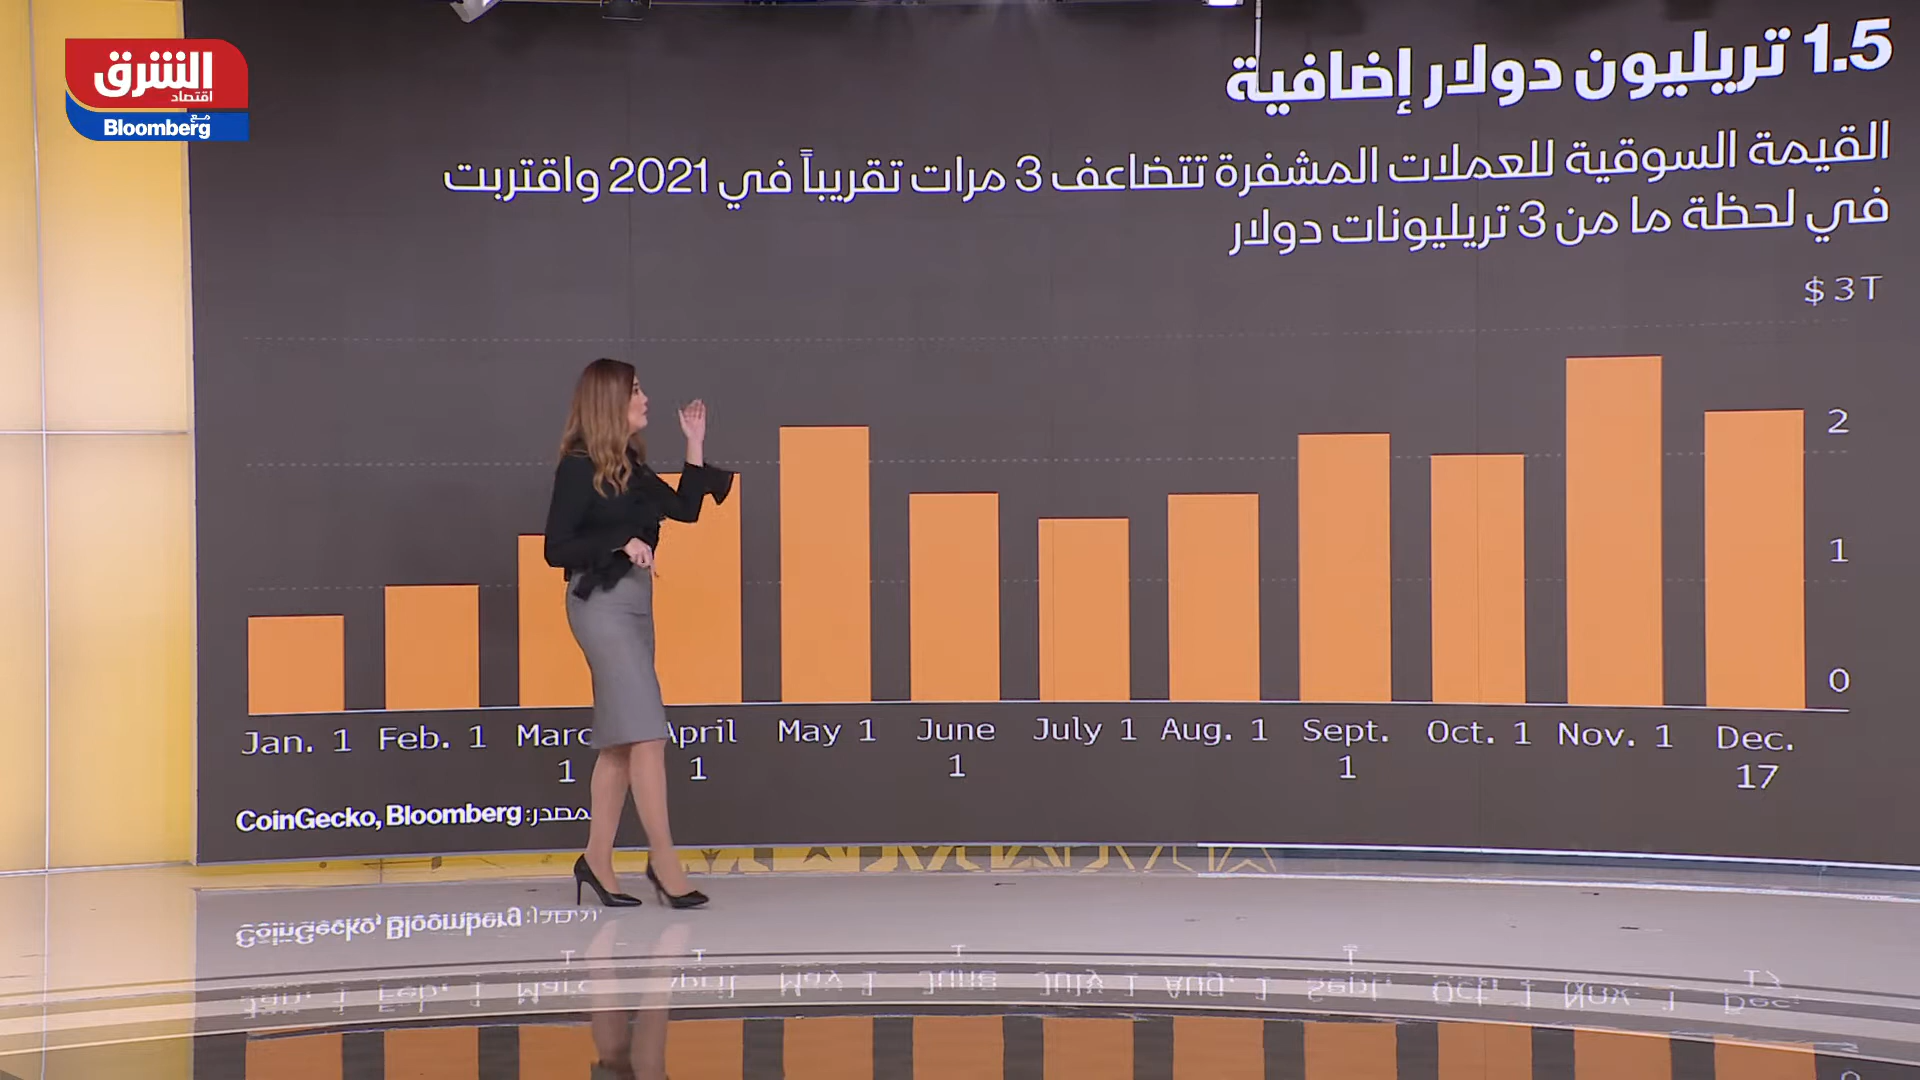 الشرق
اقتصاد
مع
Bloomberg
1.5 تريليون دولار إضافية
القيمة السوقية للعملات المشفرة تتضاعف 3 مرات تقريباً في 2021 واقتربت
في لحظة ما من 3 تريليونات دولار
$ 3T
2
1
0
Jan. 1
Feb. 1
Marc
1
April
1
May 1
June
1
July 1
Aug. 1
Sept.
1
Oct. 1
Nov. 1
Dec.
17
المصدر: CoinGecko, Bloomberg